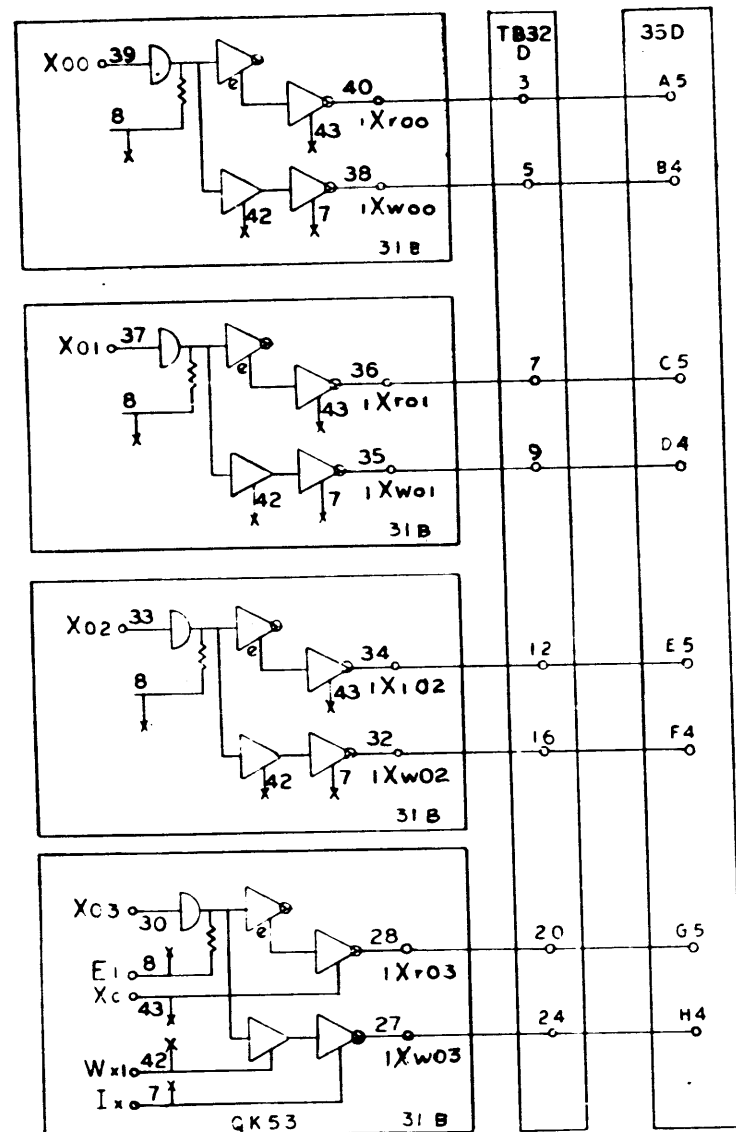 TB32 35D
D
X00 39 40 3 A5
e
8 43 1Xr00
38 5 B4
42 7 1Xw00
31B
X01 37 36 7 C5
e
8 43 1Xr01
35 9 D4
42 7 1Xw01
31B
X02 33 34 12 E5
e
8 43 1X102
32 16 F4
42 7 1Xw02
31B
X03 30 28 20 G5
e
E1 8 1Xr03
Xc 43
27 24 H4
Wx1 42 1Xw03
Ix 7
QK53 31B